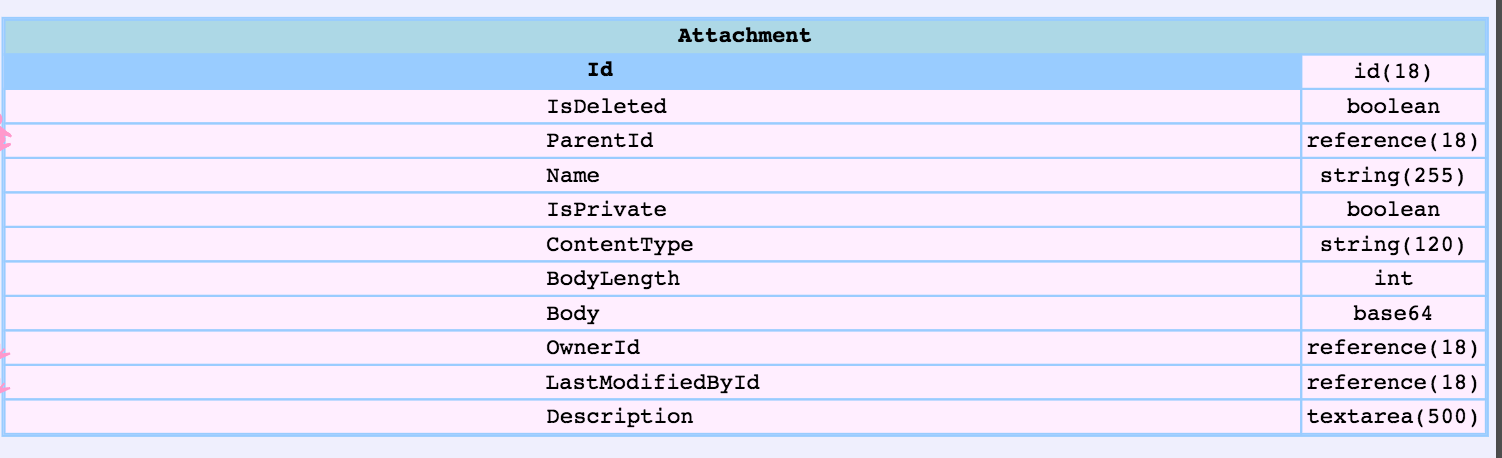 Attachment
Id id(18)
IsDeleted boolean
ParentId reference(18)
Name string(255)
IsPrivate boolean
ContentType string(120)
BodyLength int
Body base64
OwnerId reference(18)
LastModifiedById reference(18)
Description textarea(500)